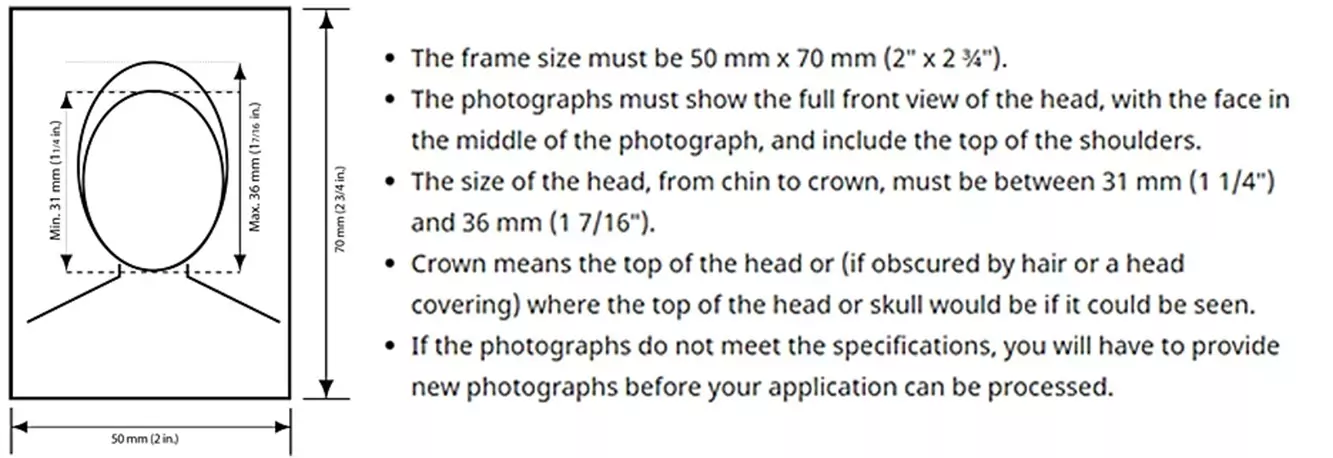 Min. 31 mm (1 1/4 in.)
Max. 36 mm (1 7/16 in.)
70 mm (2 3/4 in.)
50 mm (2 in.)
• The frame size must be 50 mm x 70 mm (2" x 2 ¾").
• The photographs must show the full front view of the head, with the face in
the middle of the photograph, and include the top of the shoulders.
• The size of the head, from chin to crown, must be between 31 mm (1 1/4")
and 36 mm (1 7/16").
• Crown means the top of the head or (if obscured by hair or a head
covering) where the top of the head or skull would be if it could be seen.
• If the photographs do not meet the specifications, you will have to provide
new photographs before your application can be processed.